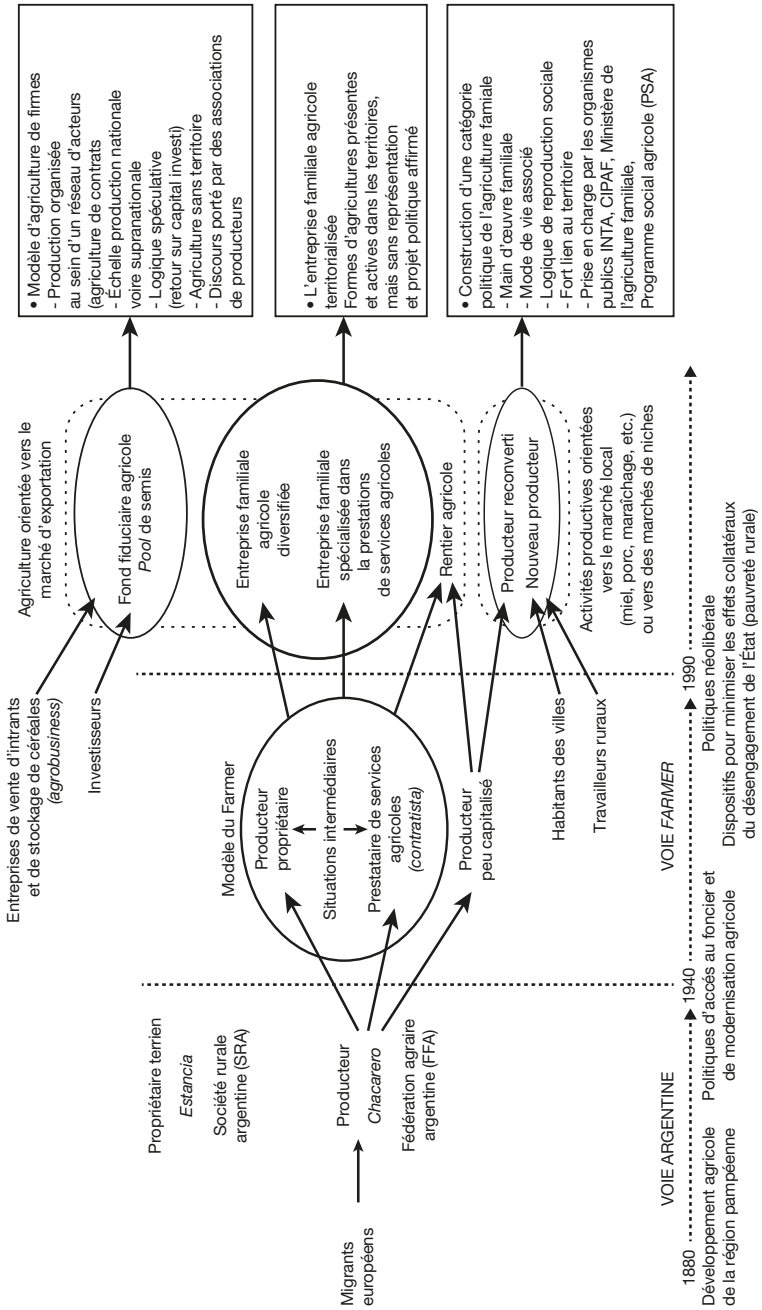 Migrants
européens
Propriétaire terrien
Estancia
Société rurale
argentine (SRA)
Producteur
Chacarero
Fédération agraire
argentine (FFA)
Entreprises de vente d'intrants
et de stockage de céréales
(agrobusiness)
Investisseurs
Modèle du Farmer
Producteur
propriétaire
Situations intermédiaires
Prestataire de services
agricoles
(contratista)
Producteur
peu capitalisé
Habitants des villes
Travailleurs ruraux
Agriculture orientée vers le
marché d'exportation
Fond fiduciaire agricole
Pool de semis
Entreprise familiale
agricole
diversifiée
Entreprise familiale
spécialisée dans
la prestations
de services agricoles
Rentier agricole
Producteur reconverti
Nouveau producteur
Activités productives orientées
vers le marché local
(miel, porc, maraîchage, etc.)
ou vers des marchés de niches
• Modèle d'agriculture de firmes
- Production organisée
au sein d'un réseau d'acteurs
(agriculture de contrats)
- Échelle production nationale
voire supranationale
- Logique spéculative
(retour sur capital investi)
- Agriculture sans territoire
- Discours porté par des associations
de producteurs
• L'entreprise familiale agricole
territorialisée
Formes d'agricultures présentes
et actives dans les territoires,
mais sans représentation
et projet politique affirmé
• Construction d'une catégorie
politique de l'agriculture famiale
- Main d'œuvre familiale
- Mode de vie associé
- Logique de reproduction sociale
- Fort lien au territoire
- Prise en charge par les organismes
publics INTA, CIPAF, Ministère de
l'agriculture familiale,
Programme social agricole (PSA)
VOIE ARGENTINE
VOIE FARMER
1880
1940
1990
Développement agricole
de la région pampéenne
Politiques d'accés au foncier et
de modernisation agricole
Politiques néolibérale
Dispositifs pour minimiser les effets collatéraux
du désengagement de l'État (pauvreté rurale)